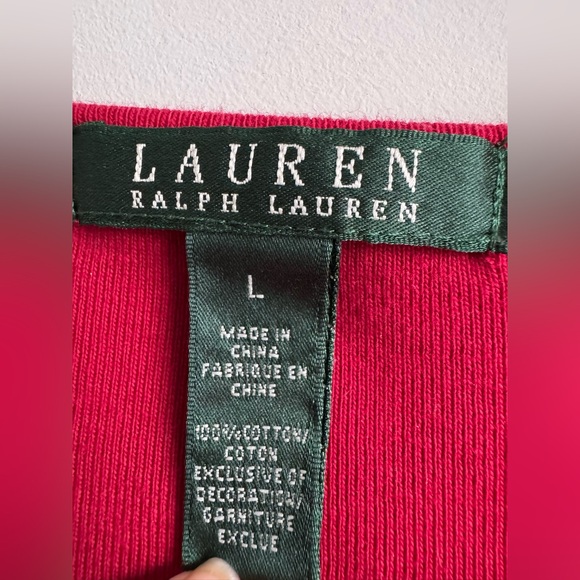 LAUREN
RALPH LAUREN
L
MADE IN
CHINA
FABRIQUE EN
CHINE
100%COTTON/
COTON
EXCLUSIVE OF
DECORATION/
GARNITURE
EXCLUE